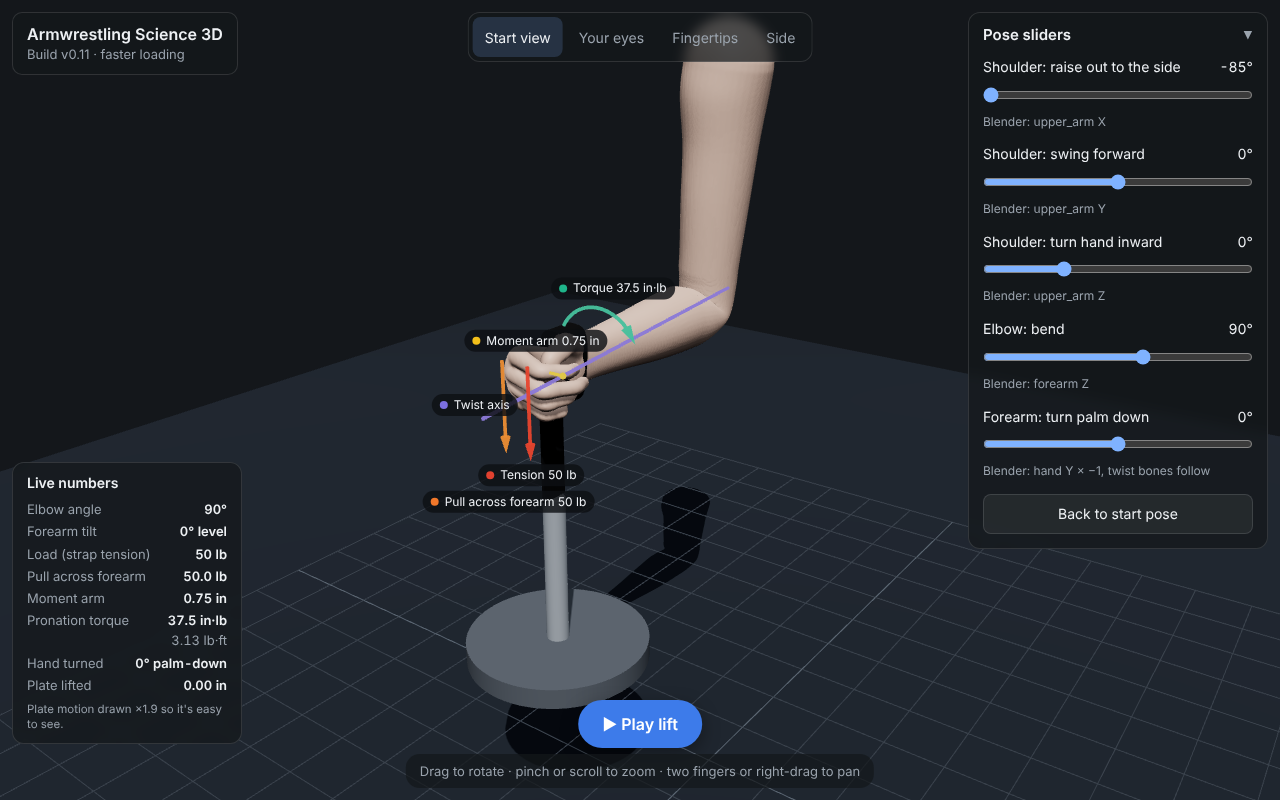 Armwrestling Science 3D
Build v0.11 · faster loading
Start view
Your eyes
Fingertips
Side
Pose sliders ▼
Shoulder: raise out to the side -85°
Blender: upper_arm X
Shoulder: swing forward 0°
Blender: upper_arm Y
Shoulder: turn hand inward 0°
Blender: upper_arm Z
Elbow: bend 90°
Blender: forearm Z
Forearm: turn palm down 0°
Blender: hand Y × −1, twist bones follow
Back to start pose
Torque 37.5 in·lb
Moment arm 0.75 in
Twist axis
Tension 50 lb
Pull across forearm 50 lb
Live numbers
Elbow angle 90°
Forearm tilt 0° level
Load (strap tension) 50 lb
Pull across forearm 50.0 lb
Moment arm 0.75 in
Pronation torque 37.5 in·lb
3.13 lb·ft
Hand turned 0° palm-down
Plate lifted 0.00 in
Plate motion drawn ×1.9 so it's easy
to see.
▶ Play lift
Drag to rotate · pinch or scroll to zoom · two fingers or right-drag to pan